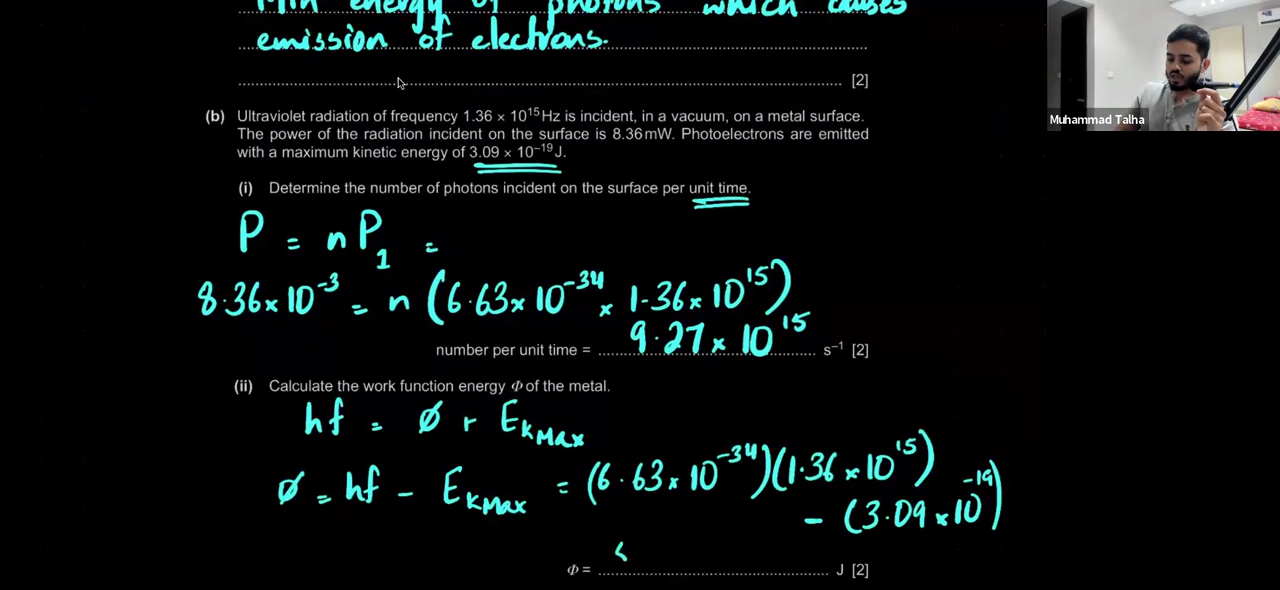 Min energy of photons which causes
emission of electrons.
[2]
(b) Ultraviolet radiation of frequency 1.36 × 10¹⁵ Hz is incident, in a vacuum, on a metal surface.
The power of the radiation incident on the surface is 8.36 mW. Photoelectrons are emitted
with a maximum kinetic energy of 3.09 × 10⁻¹⁹ J.
Muhammad Talha
(i) Determine the number of photons incident on the surface per unit time.
P = nP₁ =
8.36 × 10⁻³ = n (6.63 × 10⁻³⁴ × 1.36 × 10¹⁵)
9.27 × 10¹⁵
number per unit time = ............ s⁻¹ [2]
(ii) Calculate the work function energy Φ of the metal.
hf = ϕ + E_KMax
ϕ = hf - E_KMax = (6.63 × 10⁻³⁴)(1.36 × 10¹⁵)
- (3.09 × 10⁻¹⁹)
Φ = ............ J [2]